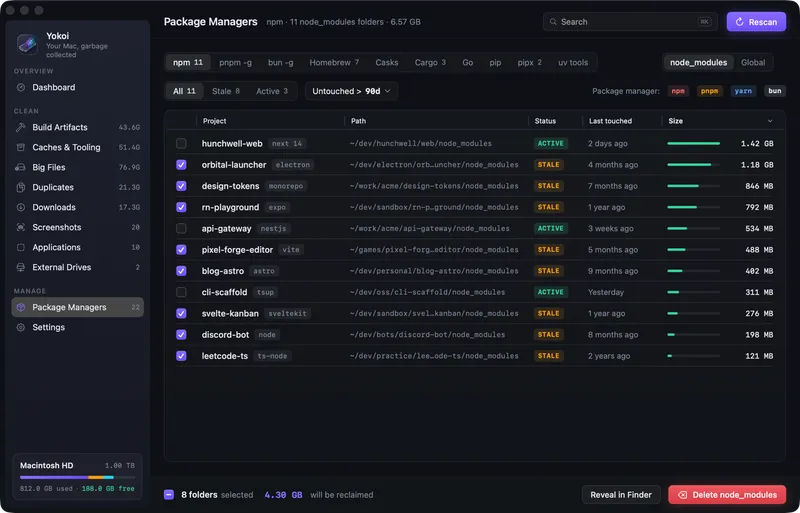 Yokoi
Your Mac, garbage
collected
OVERVIEW
Dashboard
CLEAN
Build Artifacts 43.6G
Caches & Tooling 51.4G
Big Files 76.9G
Duplicates 21.3G
Downloads 17.3G
Screenshots 20
Applications 10
External Drives 2
MANAGE
Package Managers 22
Settings
Macintosh HD 1.00 TB
812.0 GB used · 188.0 GB free
Package Managers npm · 11 node_modules folders · 6.57 GB
Search ⌘K
Rescan
npm 11 pnpm -g bun -g Homebrew 7 Casks Cargo 3 Go pip pipx 2 uv tools
node_modules Global
All 11 Stale 8 Active 3 Untouched > 90d
Package manager: npm pnpm yarn bun
Project Path Status Last touched Size
hunchwell-web next 14 ~/dev/hunchwell/web/node_modules ACTIVE 2 days ago 1.42 GB
orbital-launcher electron ~/dev/electron/orb…uncher/node_modules STALE 4 months ago 1.18 GB
design-tokens monorepo ~/work/acme/design-tokens/node_modules STALE 7 months ago 846 MB
rn-playground expo ~/dev/sandbox/rn-p…ground/node_modules STALE 1 year ago 792 MB
api-gateway nestjs ~/work/acme/api-gateway/node_modules ACTIVE 3 weeks ago 534 MB
pixel-forge-editor vite ~/games/pixel-forg…editor/node_modules STALE 5 months ago 488 MB
blog-astro astro ~/dev/personal/blog-astro/node_modules STALE 9 months ago 402 MB
cli-scaffold tsup ~/dev/oss/cli-scaffold/node_modules ACTIVE Yesterday 311 MB
svelte-kanban sveltekit ~/dev/sandbox/svel…kanban/node_modules STALE 1 year ago 276 MB
discord-bot node ~/dev/bots/discord-bot/node_modules STALE 8 months ago 198 MB
leetcode-ts ts-node ~/dev/practice/lee…ode-ts/node_modules STALE 2 years ago 121 MB
8 folders selected 4.30 GB will be reclaimed
Reveal in Finder
Delete node_modules